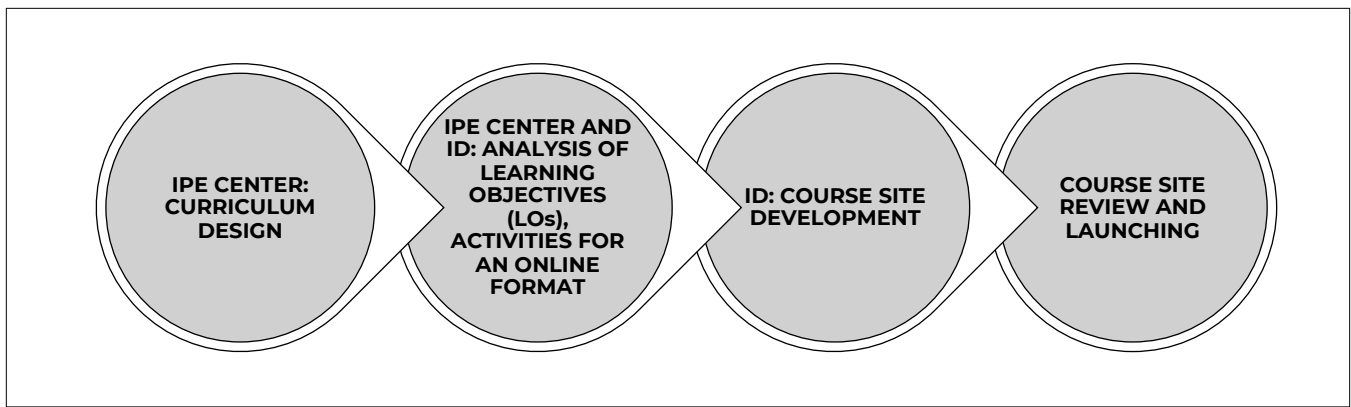 IPE CENTER:
CURRICULUM
DESIGN
IPE CENTER AND
ID: ANALYSIS OF
LEARNING
OBJECTIVES
(LOs),
ACTIVITIES FOR
AN ONLINE
FORMAT
ID: COURSE SITE
DEVELOPMENT
COURSE SITE
REVIEW AND
LAUNCHING